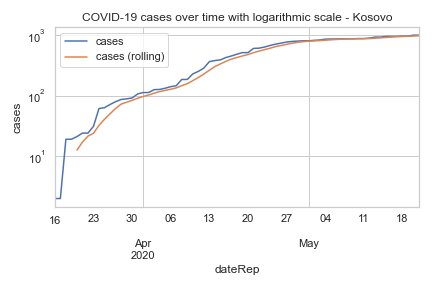 COVID-19 cases over time with logarithmic scale - Kosovo
cases
cases (rolling)
10³
10²
10¹
cases
16 23 30 06 13 20 27 04 11 18
Apr May
2020
dateRep